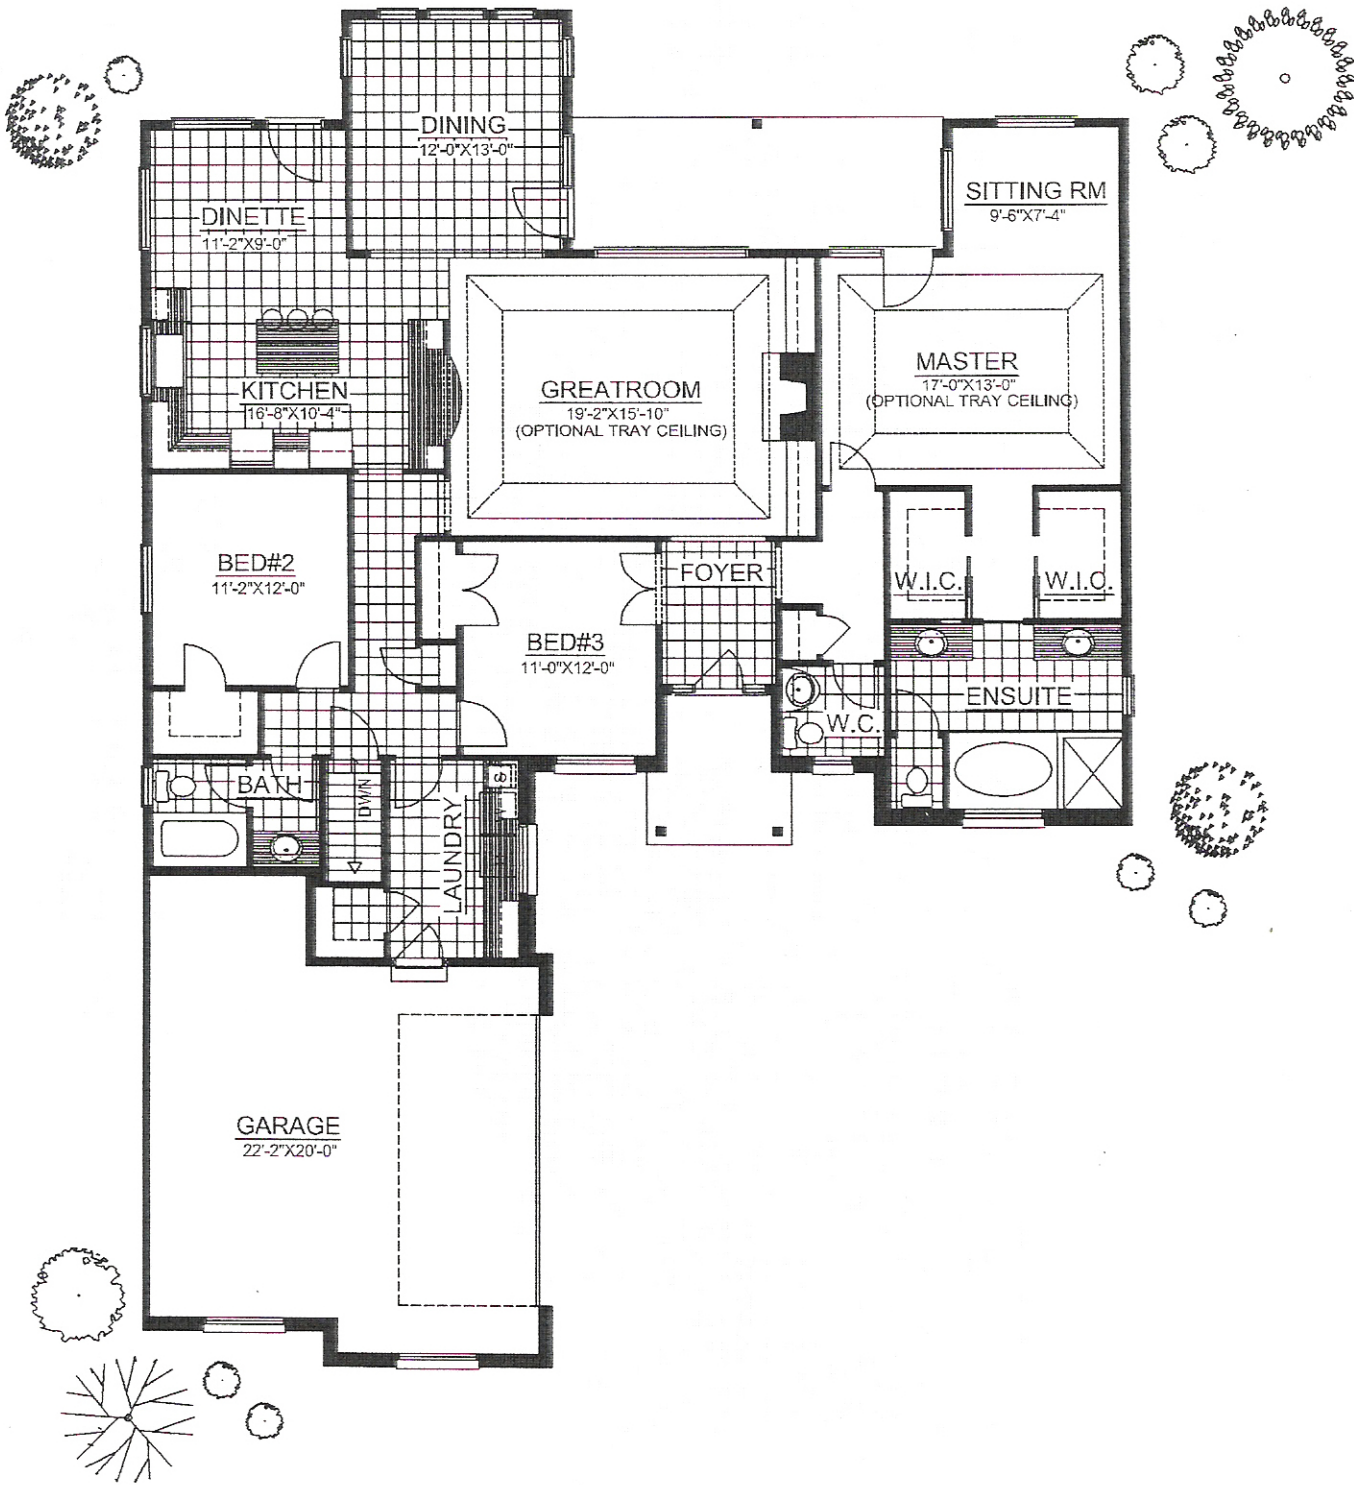 DINING
12'-0"X13'-0"
SITTING RM
9'-6"X7'-4"
DINETTE
11'-2"X9'-0"
KITCHEN
16'-8"X10'-4"
GREATROOM
19'-2"X15'-10"
(OPTIONAL TRAY CEILING)
MASTER
17'-0"X13'-0"
(OPTIONAL TRAY CEILING)
BED#2
11'-2"X12'-0"
BED#3
11'-0"X12'-0"
FOYER
W.I.C.
W.I.C.
ENSUITE
W.C.
BATH
DWN
LAUNDRY
GARAGE
22'-2"X20'-0"